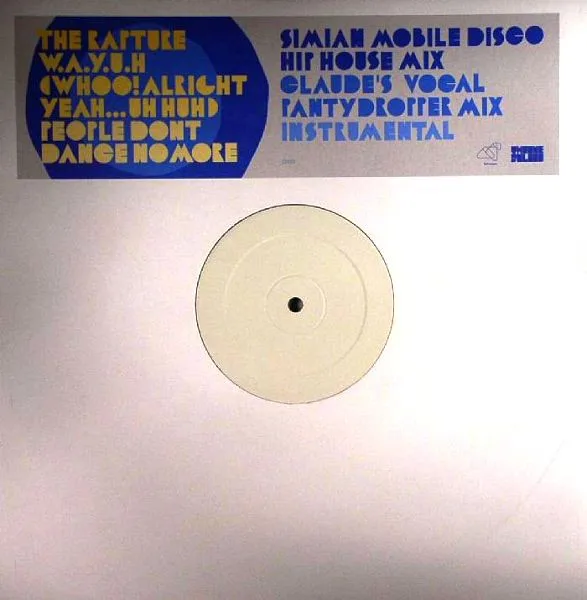 THE RAPTURE
W.A.Y.U.H
(WHOO! ALRIGHT
YEAH...UH HUH)
PEOPLE DONT
DANCE NO MORE
SIMIAN MOBILE DISCO
HIP HOUSE MIX
CLAUDE'S VOCAL
PANTYDROPPER MIX
INSTRUMENTAL